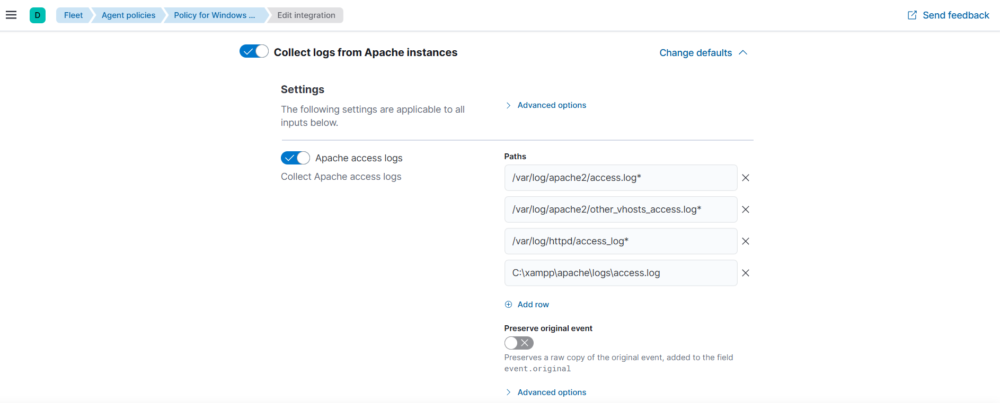 D
Fleet
Agent policies
Policy for Windows ...
Edit integration
Send feedback
Collect logs from Apache instances
Change defaults
Settings
The following settings are applicable to all
inputs below.
Advanced options
Apache access logs
Collect Apache access logs
Paths
/var/log/apache2/access.log*
/var/log/apache2/other_vhosts_access.log*
/var/log/httpd/access_log*
C:\xampp\apache\logs\access.log
Add row
Preserve original event
Preserves a raw copy of the original event, added to the field
event.original
Advanced options